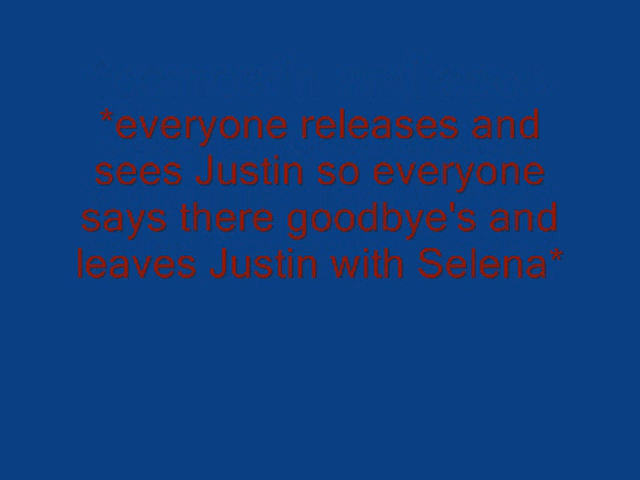 *everyone releases and
sees Justin so everyone
says there goodbye's and
leaves Justin with Selena*